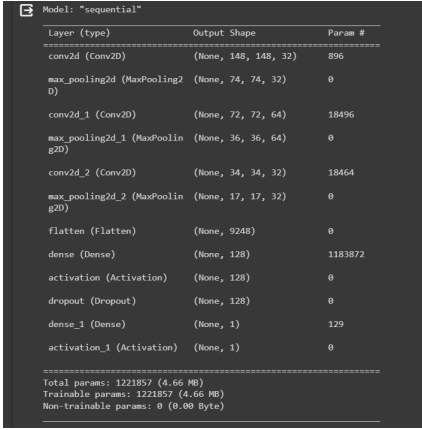 Model: "sequential"
Layer (type) Output Shape Param #
=================================================================
conv2d (Conv2D) (None, 148, 148, 32) 896
max_pooling2d (MaxPooling2 (None, 74, 74, 32) 0
D)
conv2d_1 (Conv2D) (None, 72, 72, 64) 18496
max_pooling2d_1 (MaxPoolin (None, 36, 36, 64) 0
g2D)
conv2d_2 (Conv2D) (None, 34, 34, 32) 18464
max_pooling2d_2 (MaxPoolin (None, 17, 17, 32) 0
g2D)
flatten (Flatten) (None, 9248) 0
dense (Dense) (None, 128) 1183872
activation (Activation) (None, 128) 0
dropout (Dropout) (None, 128) 0
dense_1 (Dense) (None, 1) 129
activation_1 (Activation) (None, 1) 0
=================================================================
Total params: 1221857 (4.66 MB)
Trainable params: 1221857 (4.66 MB)
Non-trainable params: 0 (0.00 Byte)